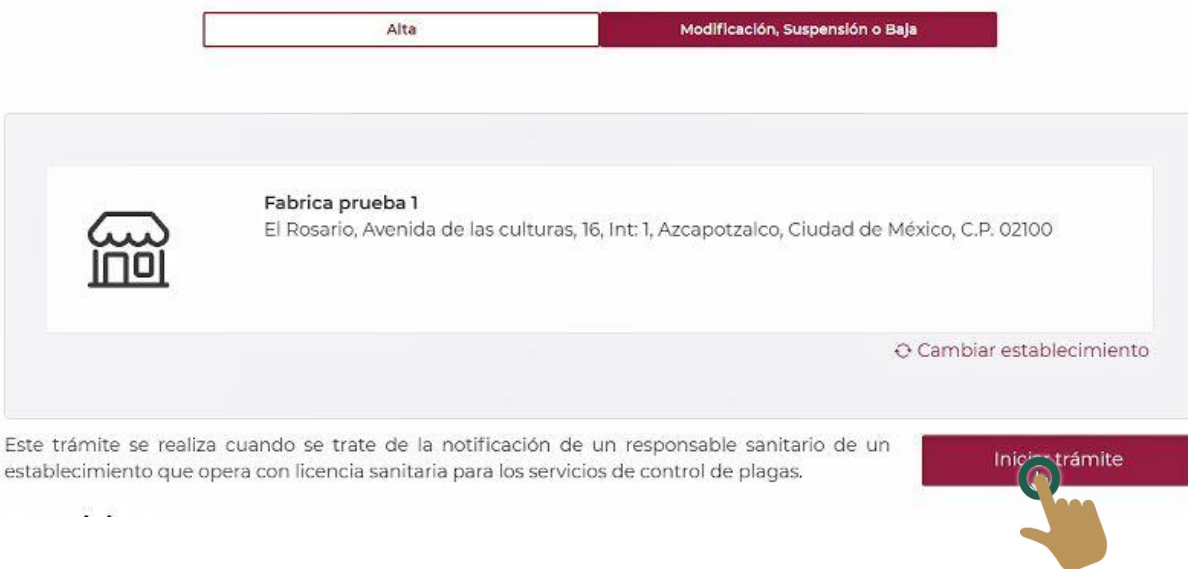 Alta
Modificación, Suspensión o Baja
Fabrica prueba 1
El Rosario, Avenida de las culturas, 16, Int: 1, Azcapotzalco, Ciudad de México, C.P. 02100
Cambiar establecimiento
Este trámite se realiza cuando se trate de la notificación de un responsable sanitario de un
establecimiento que opera con licencia sanitaria para los servicios de control de plagas.
Iniciar trámite